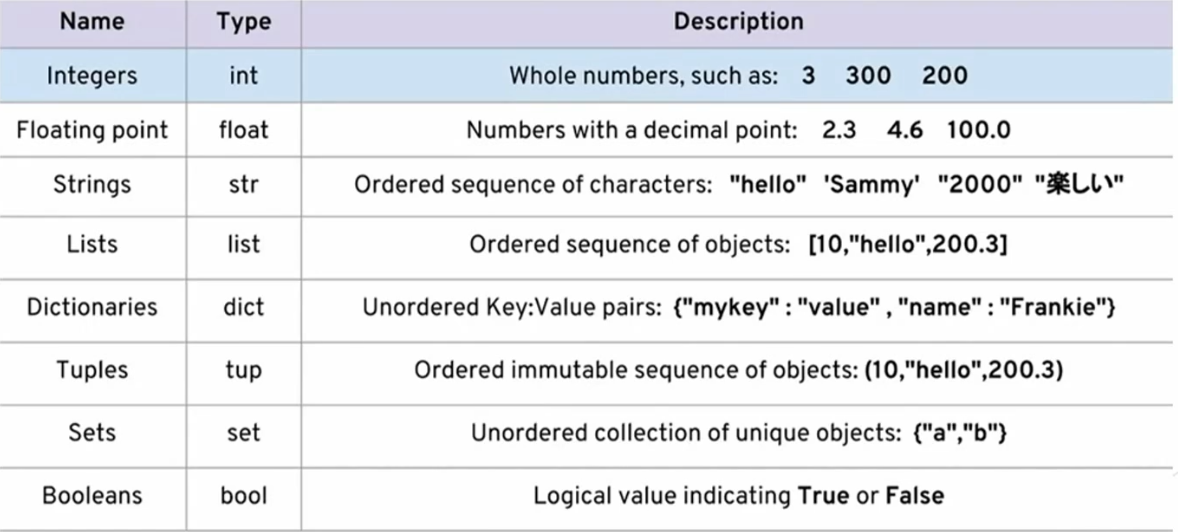 Name Type Description
Integers int Whole numbers, such as: 3 300 200
Floating point float Numbers with a decimal point: 2.3 4.6 100.0
Strings str Ordered sequence of characters: "hello" 'Sammy' "2000" "楽しい"
Lists list Ordered sequence of objects: [10,"hello",200.3]
Dictionaries dict Unordered Key:Value pairs: {"mykey" : "value" , "name" : "Frankie"}
Tuples tup Ordered immutable sequence of objects: (10,"hello",200.3)
Sets set Unordered collection of unique objects: {"a","b"}
Booleans bool Logical value indicating True or False